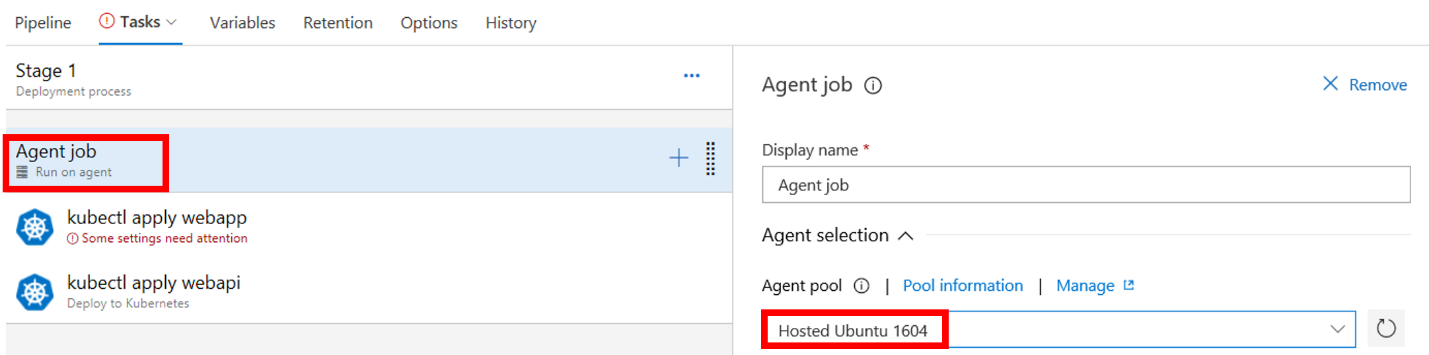 Pipeline Tasks Variables Retention Options History
Stage 1
Deployment process
Agent job
Run on agent
kubectl apply webapp
Some settings need attention
kubectl apply webapi
Deploy to Kubernetes
Agent job
Remove
Display name *
Agent job
Agent selection
Agent pool | Pool information | Manage
Hosted Ubuntu 1604